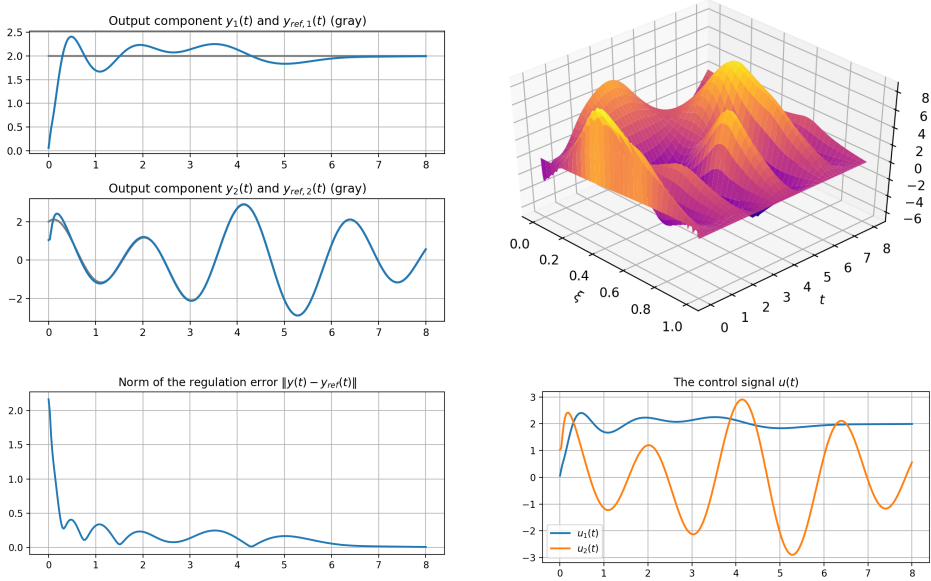 Output component y₁(t) and y_ref,1(t) (gray)
2.5
2.0
1.5
1.0
0.5
0.0
0 1 2 3 4 5 6 7 8
Output component y₂(t) and y_ref,2(t) (gray)
2
0
−2
0 1 2 3 4 5 6 7 8
8
6
4
2
0
−2
−4
−6
0.0
0.2
0.4
0.6
0.8
1.0
ξ
0 1 2 3 4 5 6 7 8
t
Norm of the regulation error ‖y(t) − y_ref(t)‖
2.0
1.5
1.0
0.5
0.0
0 1 2 3 4 5 6 7 8
The control signal u(t)
3
2
1
0
−1
−2
−3
u₁(t)
u₂(t)
0 1 2 3 4 5 6 7 8